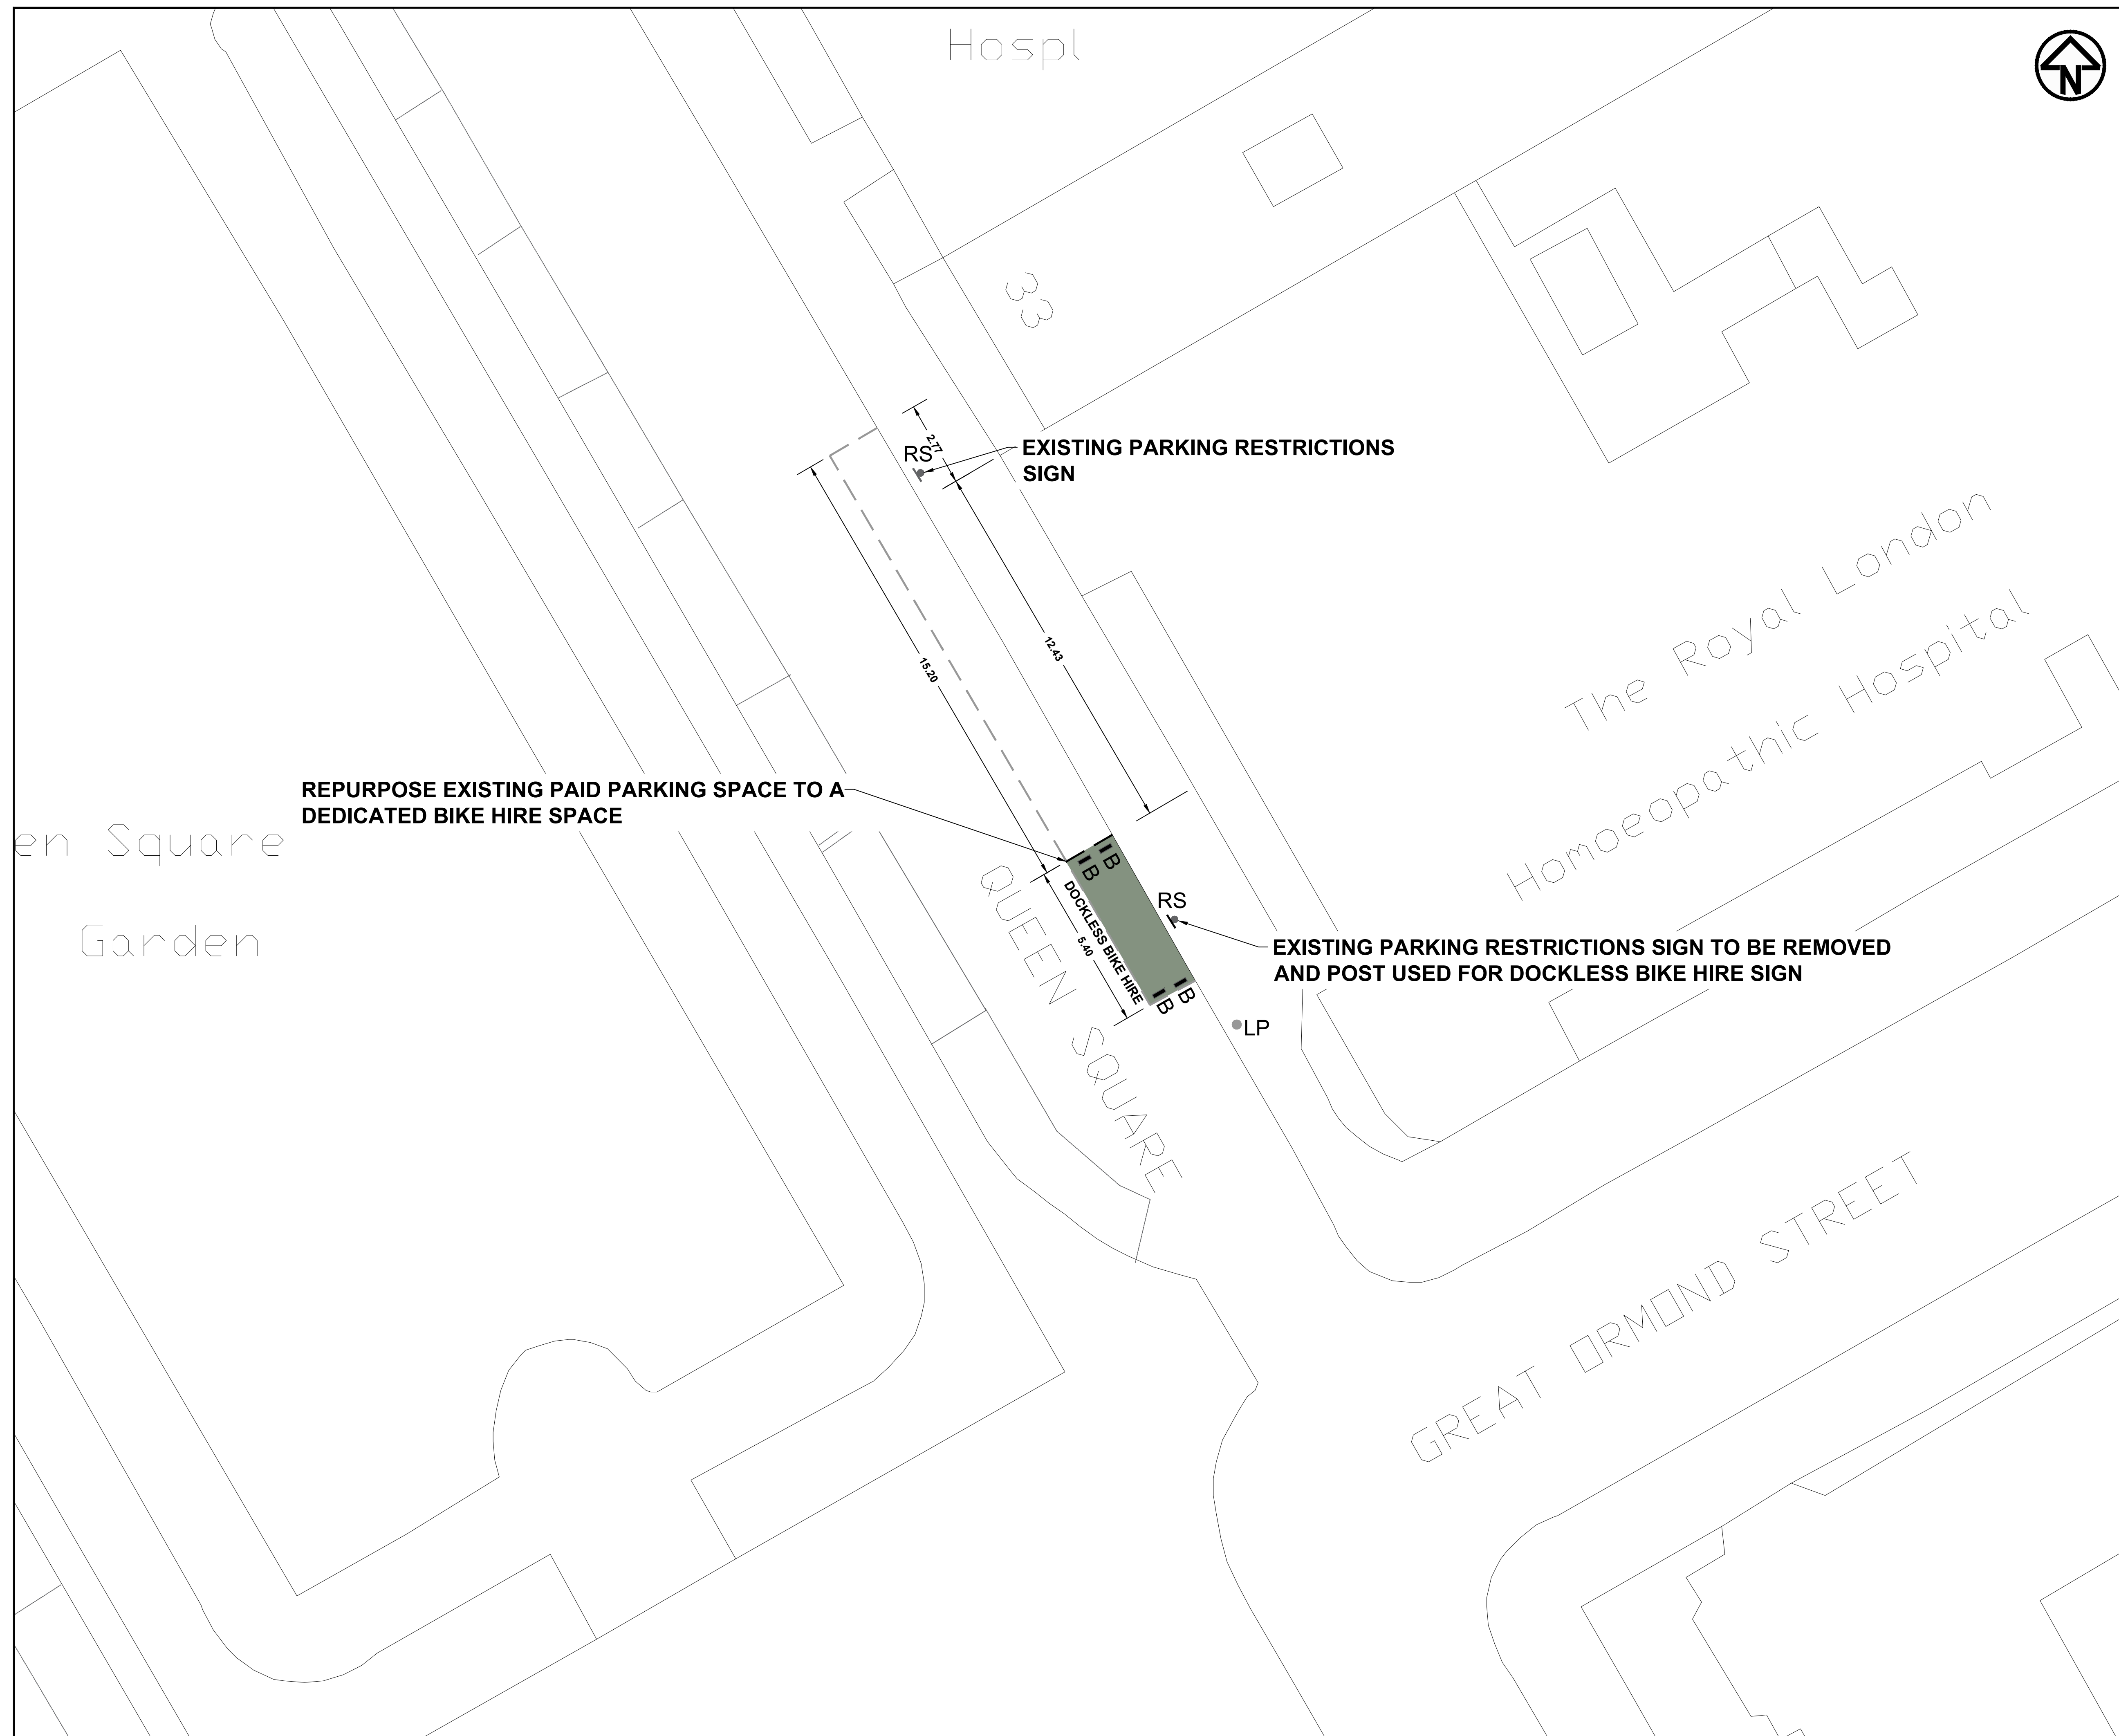 Hospl
N
33
2.77
RS
EXISTING PARKING RESTRICTIONS
SIGN
The Royal London
Homoeopathic Hospital
12.43
15.20
REPURPOSE EXISTING PAID PARKING SPACE TO A
DEDICATED BIKE HIRE SPACE
en Square
Garden
B
B
DOCKLESS BIKE HIRE
5.40
RS
EXISTING PARKING RESTRICTIONS SIGN TO BE REMOVED
AND POST USED FOR DOCKLESS BIKE HIRE SIGN
B
B
LP
QUEEN SQUARE
GREAT ORMOND STREET